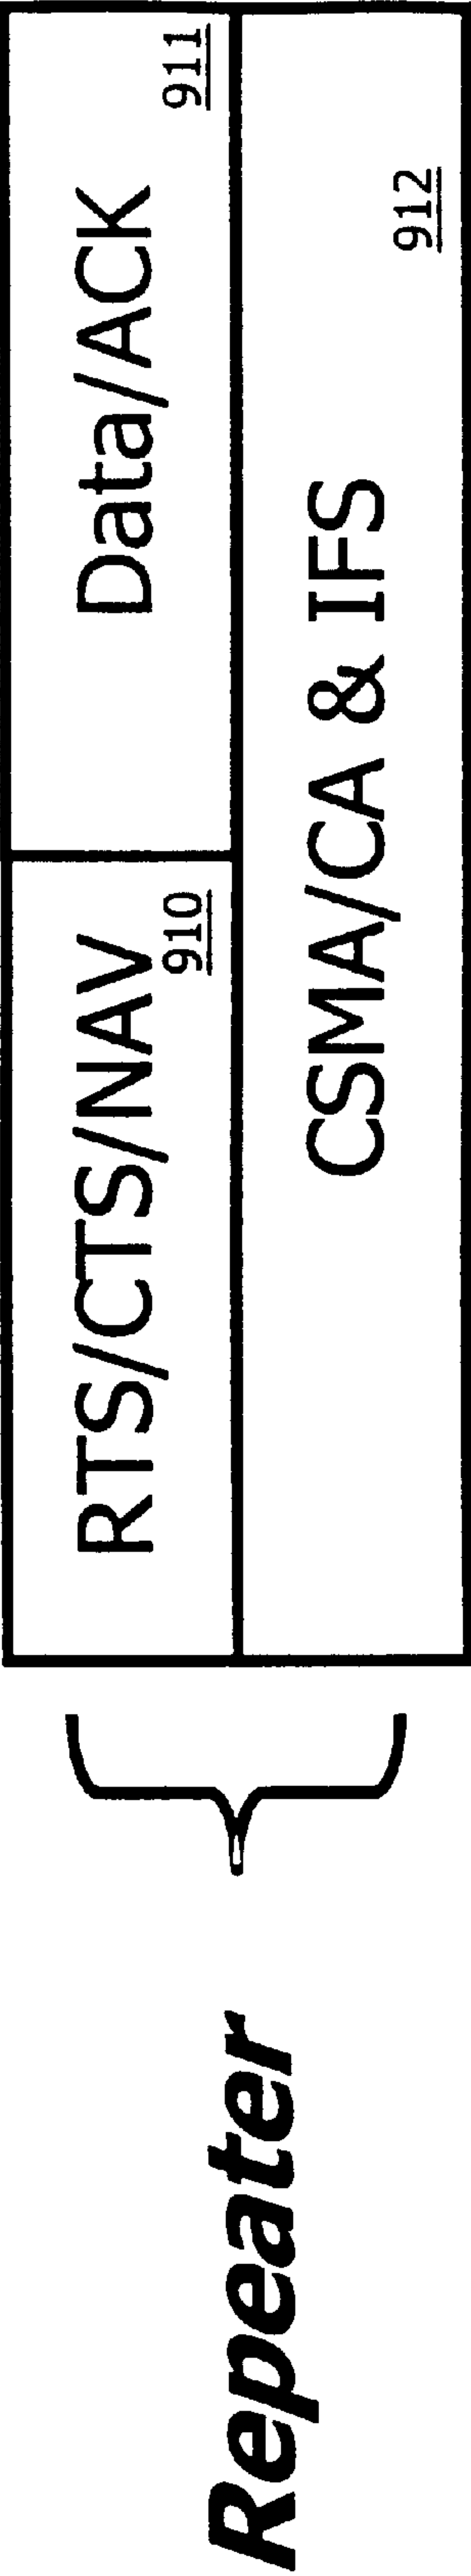 Repeater
RTS/CTS/NAV
910
Data/ACK
911
CSMA/CA & IFS
912